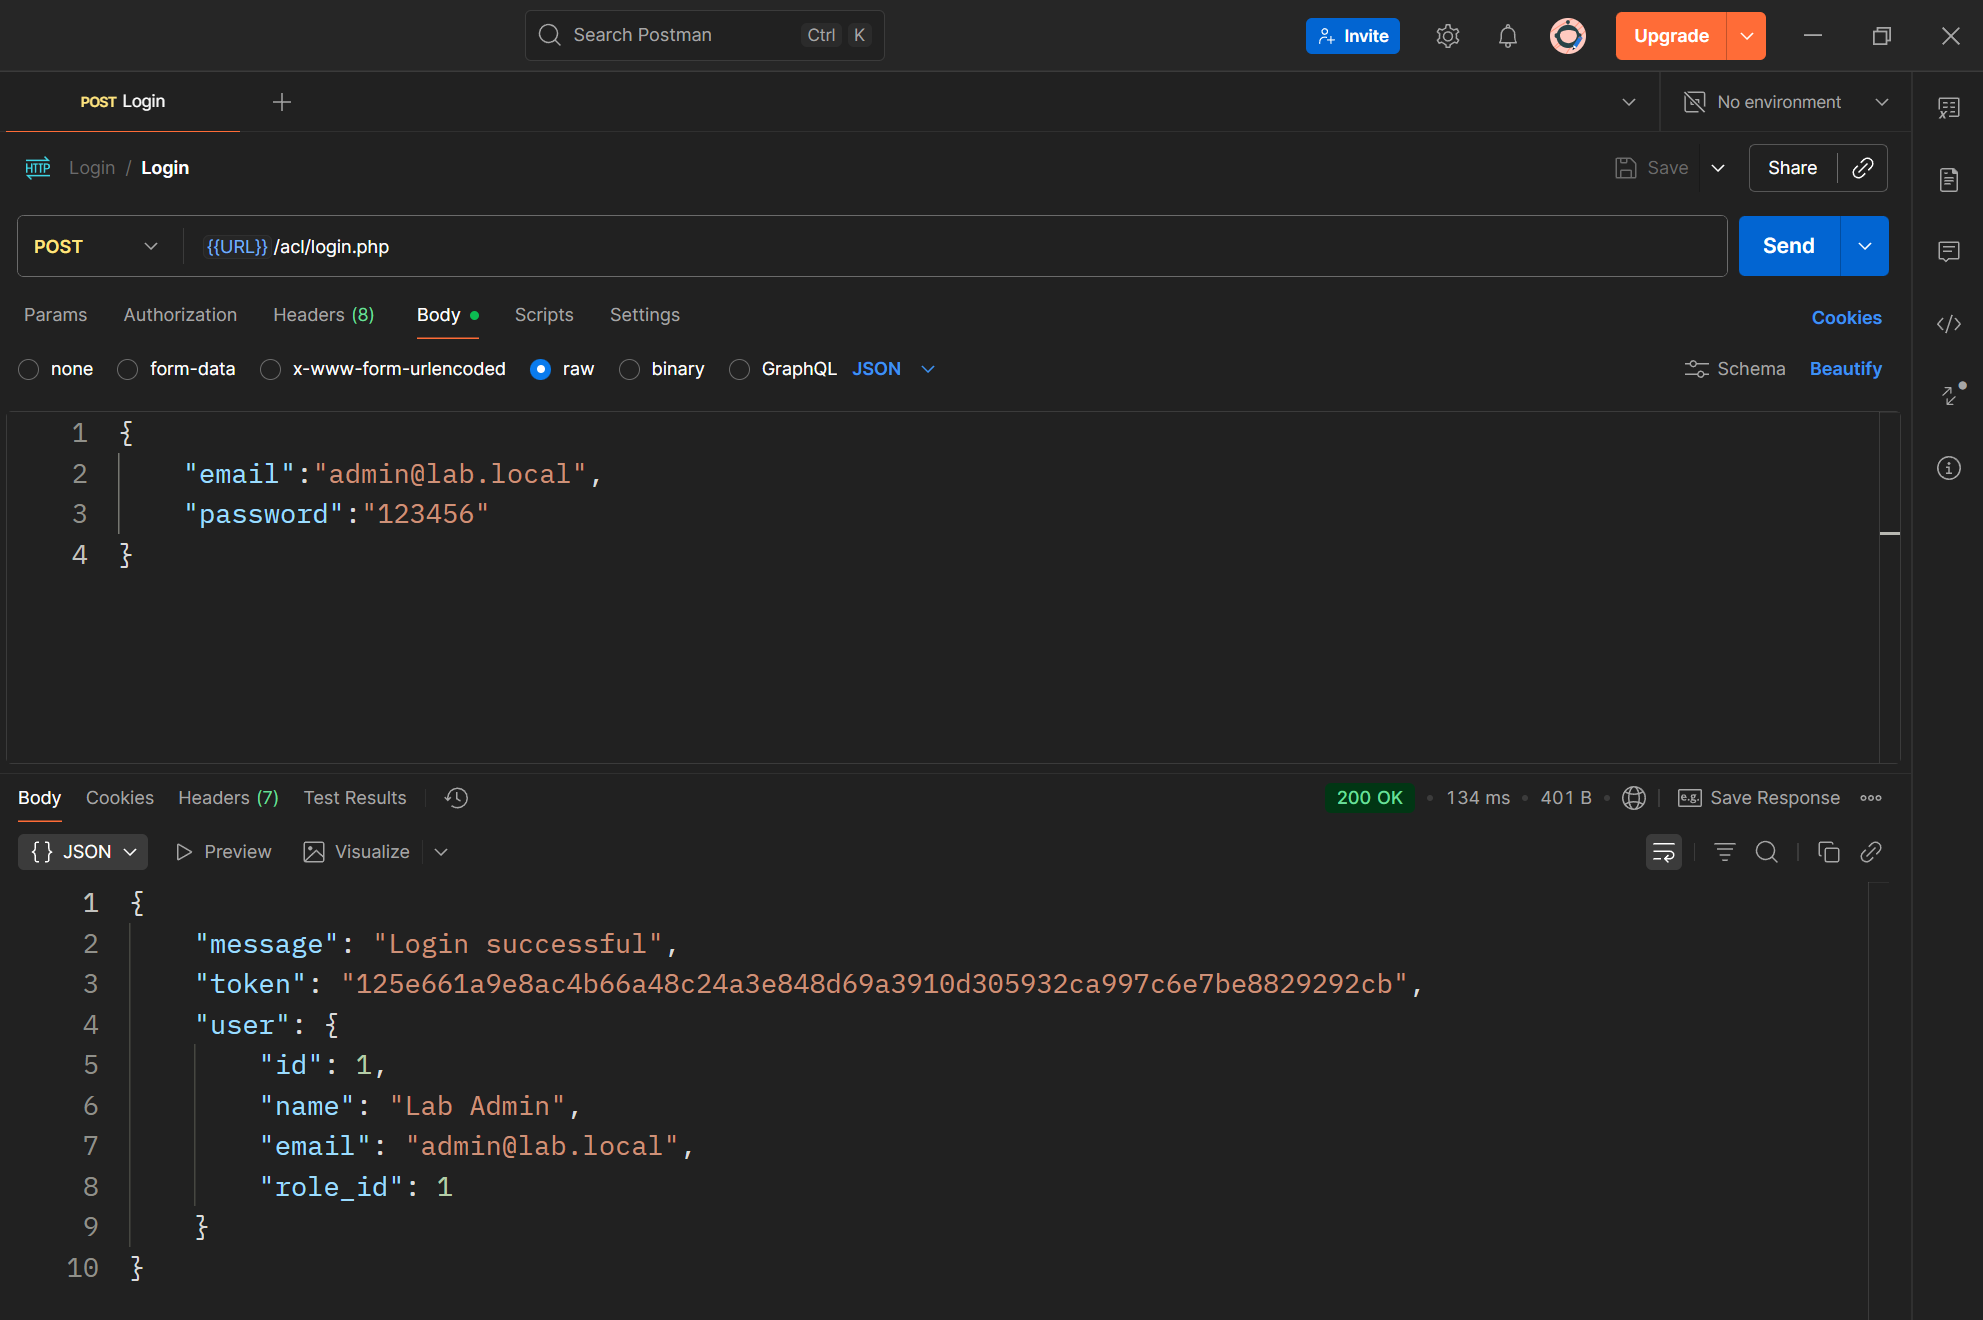 Search Postman Ctrl K Invite Upgrade
POST Login No environment
HTTP Login / Login Save Share
POST {{URL}}/acl/login.php Send
Params Authorization Headers (8) Body Scripts Settings Cookies
none form-data x-www-form-urlencoded raw binary GraphQL JSON Schema Beautify
1 {
2 "email":"admin@lab.local",
3 "password":"123456"
4 }
Body Cookies Headers (7) Test Results 200 OK • 134 ms • 401 B • e.g. Save Response
{} JSON Preview Visualize
1 {
2 "message": "Login successful",
3 "token": "125e661a9e8ac4b66a48c24a3e848d69a3910d305932ca997c6e7be8829292cb",
4 "user": {
5 "id": 1,
6 "name": "Lab Admin",
7 "email": "admin@lab.local",
8 "role_id": 1
9 }
10 }